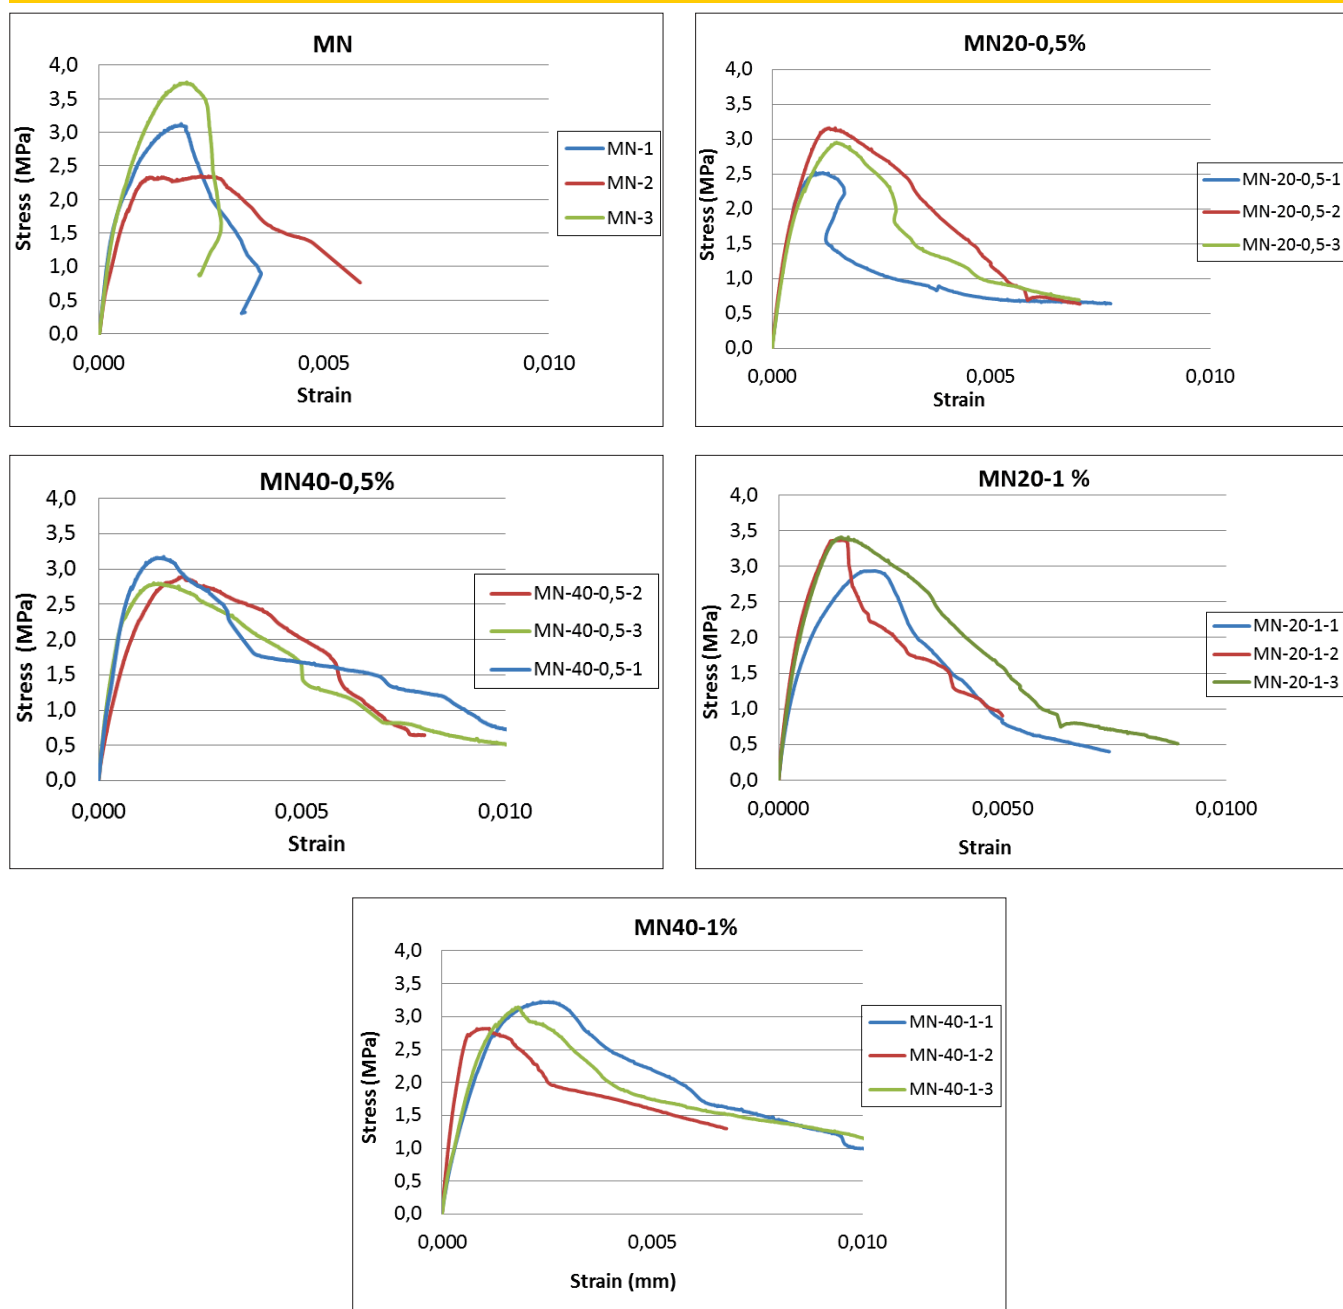 MN
4,0
3,5
3,0
2,5
2,0
1,5
1,0
0,5
0,0
Stress (MPa)
0,000 0,005 0,010
Strain
MN-1
MN-2
MN-3
MN20-0,5%
4,0
3,5
3,0
2,5
2,0
1,5
1,0
0,5
0,0
Stress (MPa)
0,000 0,005 0,010
Strain
MN-20-0,5-1
MN-20-0,5-2
MN-20-0,5-3
MN40-0,5%
4,0
3,5
3,0
2,5
2,0
1,5
1,0
0,5
0,0
Stress (MPa)
0,000 0,005 0,010
Strain
MN-40-0,5-2
MN-40-0,5-3
MN-40-0,5-1
MN20-1 %
4,0
3,5
3,0
2,5
2,0
1,5
1,0
0,5
0,0
Stress (MPa)
0,0000 0,0050 0,0100
Strain
MN-20-1-1
MN-20-1-2
MN-20-1-3
MN40-1%
4,0
3,5
3,0
2,5
2,0
1,5
1,0
0,5
0,0
Stress (MPa)
0,000 0,005 0,010
Strain (mm)
MN-40-1-1
MN-40-1-2
MN-40-1-3